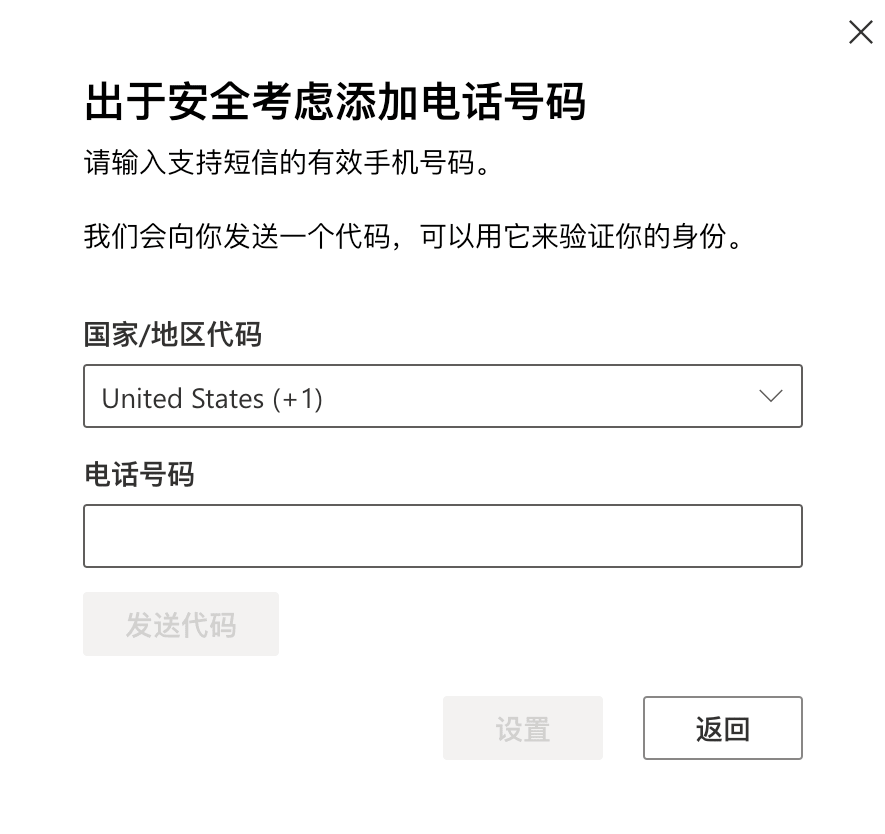 出于安全考虑添加电话号码
请输入支持短信的有效手机号码。
我们会向你发送一个代码，可以用它来验证你的身份。
国家/地区代码
United States (+1)
电话号码
发送代码
设置
返回